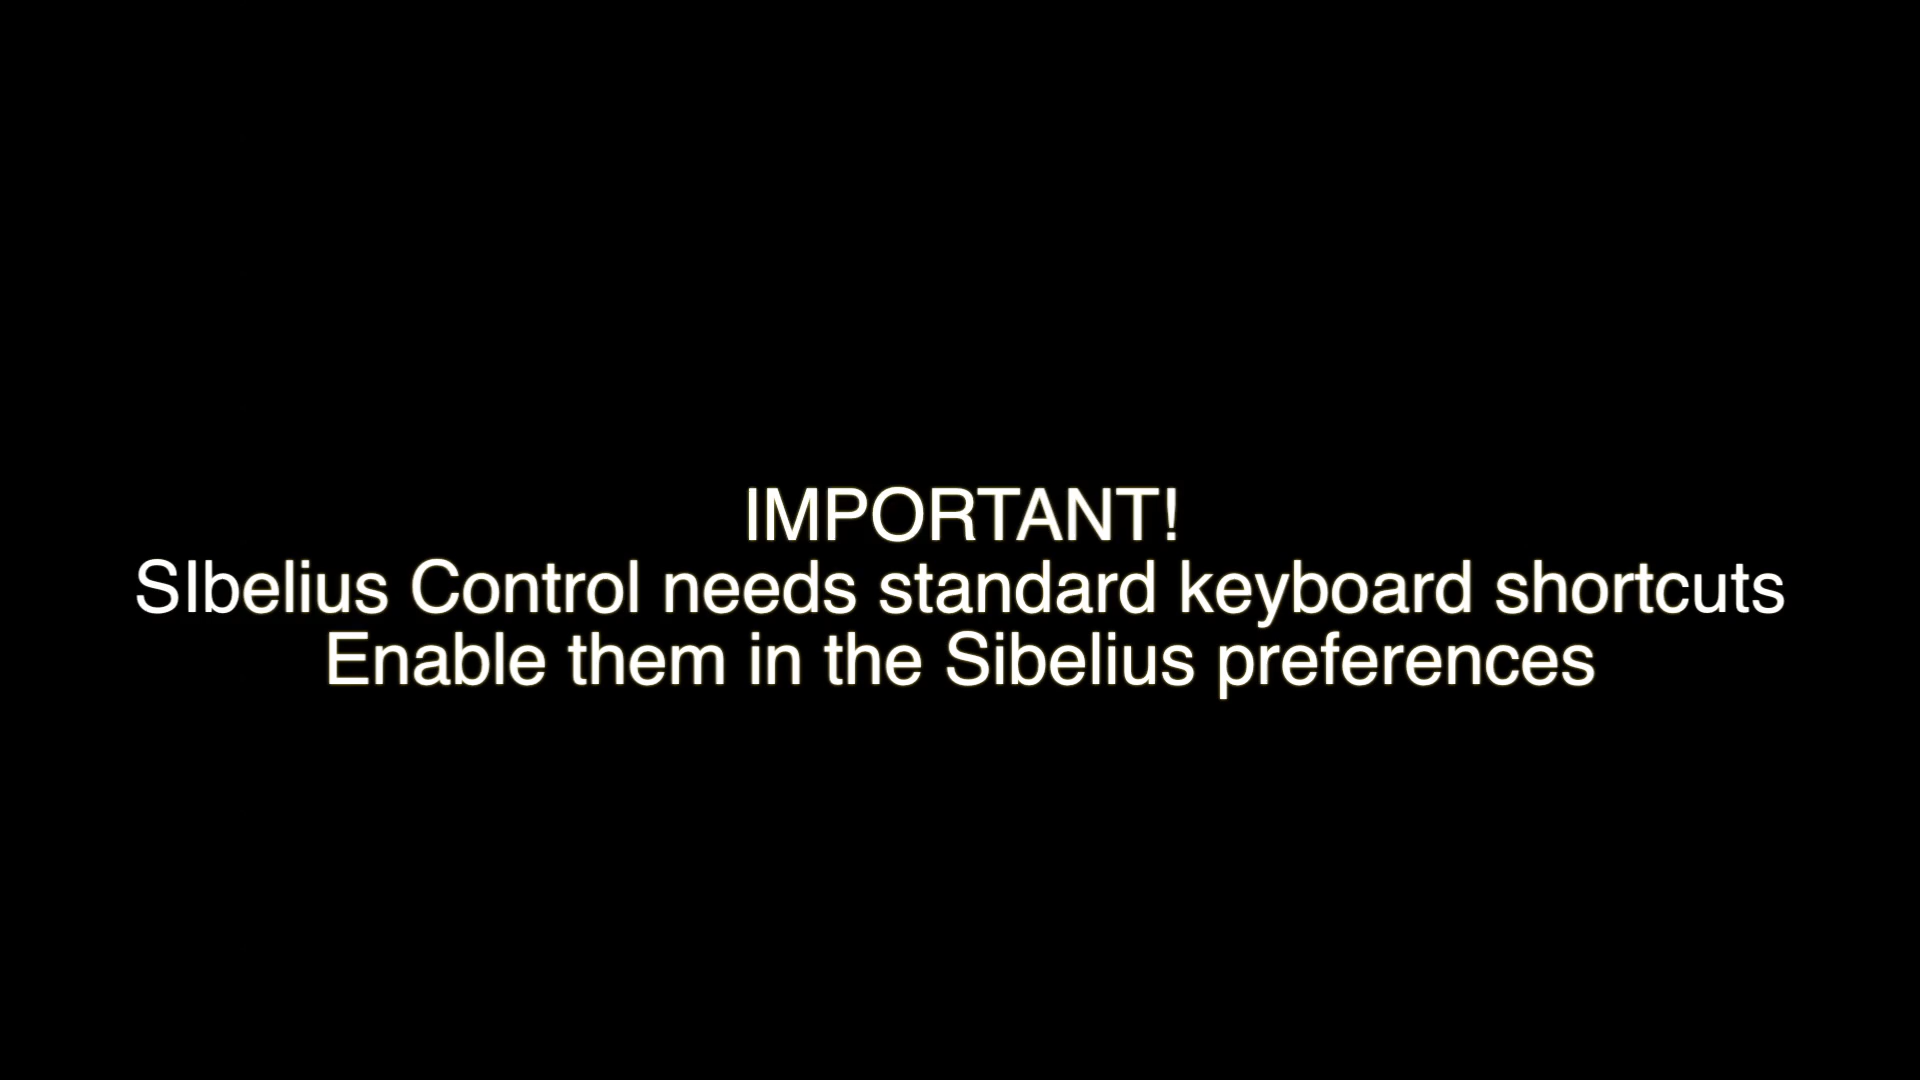 IMPORTANT!
SIbelius Control needs standard keyboard shortcuts
Enable them in the Sibelius preferences